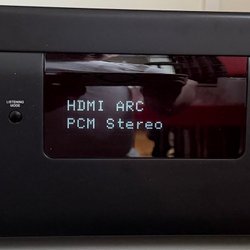 LISTENING
MODE
HDMI ARC
PCM Stereo